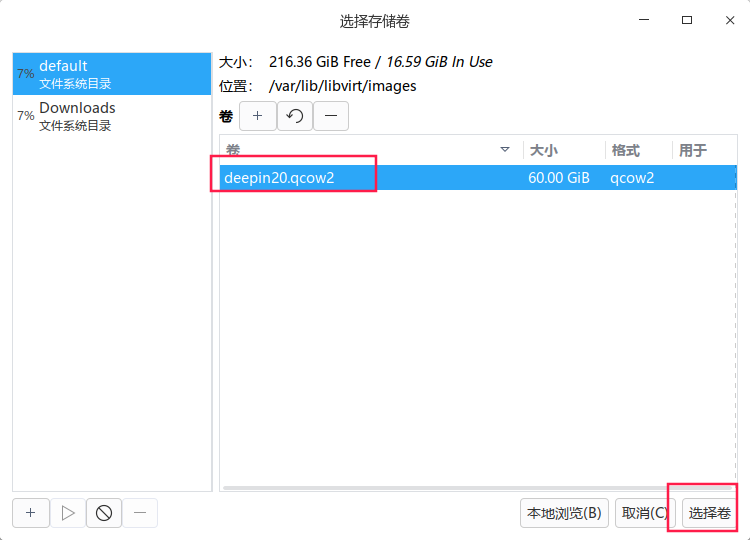 选择存储卷
7% default
文件系统目录
7% Downloads
文件系统目录
大小： 216.36 GiB Free / 16.59 GiB In Use
位置： /var/lib/libvirt/images
卷
卷 大小 格式 用于
deepin20.qcow2 60.00 GiB qcow2
本地浏览(B) 取消(C) 选择卷